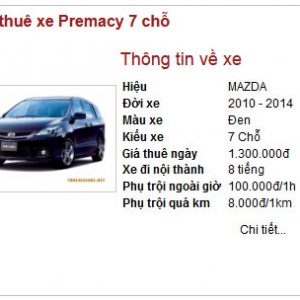 thuê xe Premacy 7 chỗ
Thông tin về xe
Hiệu MAZDA
Đời xe 2010 - 2014
Màu xe Đen
Kiểu xe 7 Chỗ
Giá thuê ngày 1.300.000đ
Xe đi nội thành 8 tiếng
Phụ trội ngoài giờ 100.000đ/1h
Phụ trội quá km 8.000đ/1km
Chi tiết...